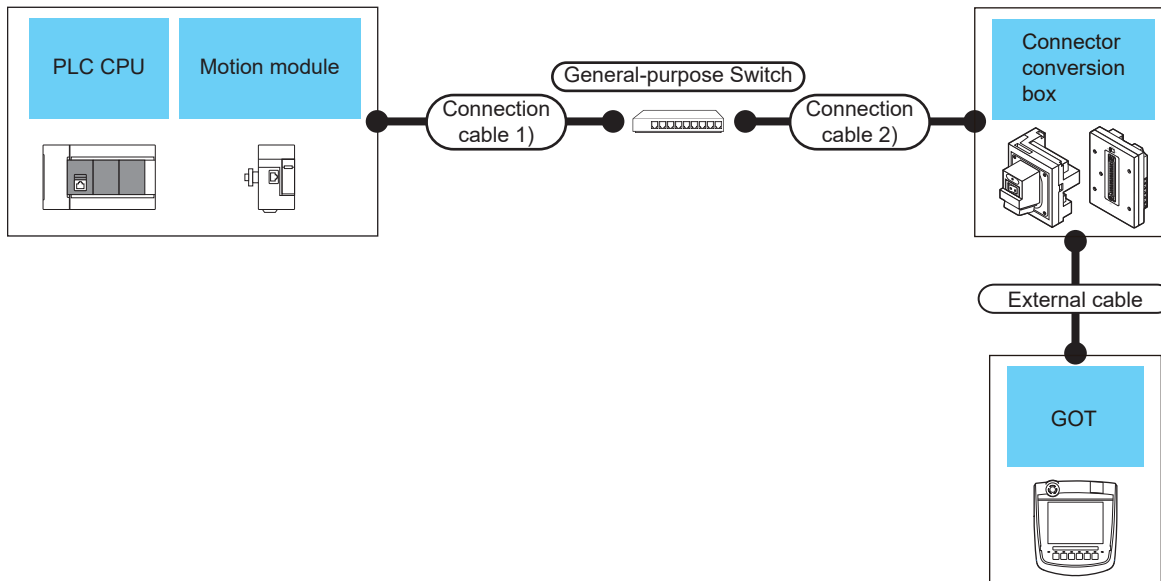 PLC CPU
Motion module
Connection
cable 1)
General-purpose Switch
Connection
cable 2)
Connector
conversion
box
External cable
GOT